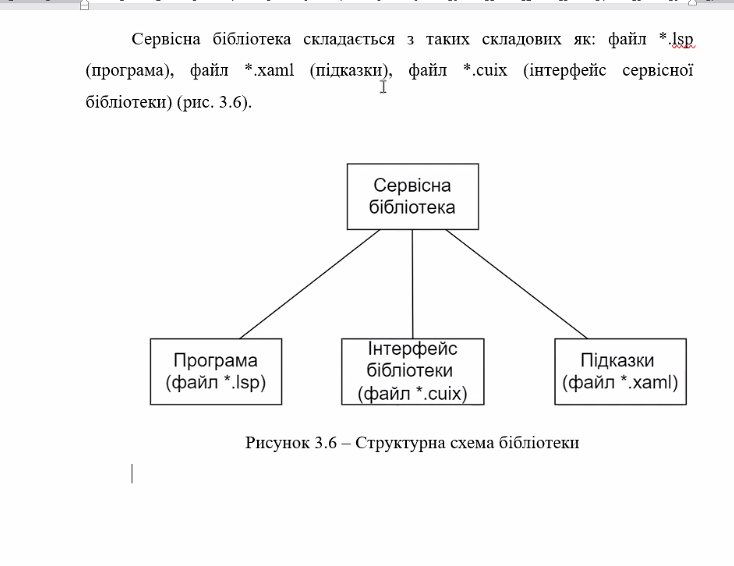 Сервісна бібліотека складається з таких складових як: файл *.lsp
(програма), файл *.xaml (підказки), файл *.cuix (інтерфейс сервісної
бібліотеки) (рис. 3.6).
Сервісна
бібліотека
Програма
(файл *.lsp)
Інтерфейс
бібліотеки
(файл *.cuix)
Підказки
(файл *.xaml)
Рисунок 3.6 – Структурна схема бібліотеки